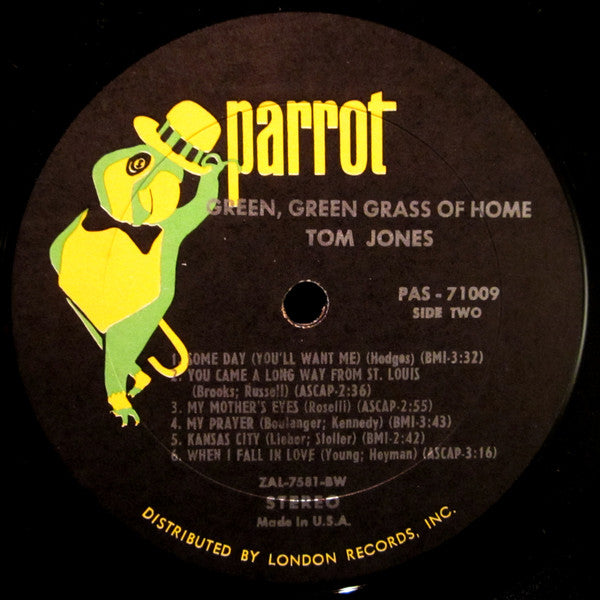 parrot
GREEN, GREEN GRASS OF HOME
TOM JONES
PAS - 71009
SIDE TWO
1. SOME DAY (YOU'LL WANT ME) (Hodges) (BMI-3:32)
2. YOU CAME A LONG WAY FROM ST. LOUIS
(Brooks; Russell) (ASCAP-2:36)
3. MY MOTHER'S EYES (Roselli) (ASCAP-2:55)
4. MY PRAYER (Boulanger; Kennedy) (BMI-3:43)
5. KANSAS CITY (Lieber; Stoller) (BMI-2:42)
6. WHEN I FALL IN LOVE (Young; Heyman) (ASCAP-3:16)
ZAL-7581-BW
STEREO
Made in U.S.A.
DISTRIBUTED BY LONDON RECORDS, INC.